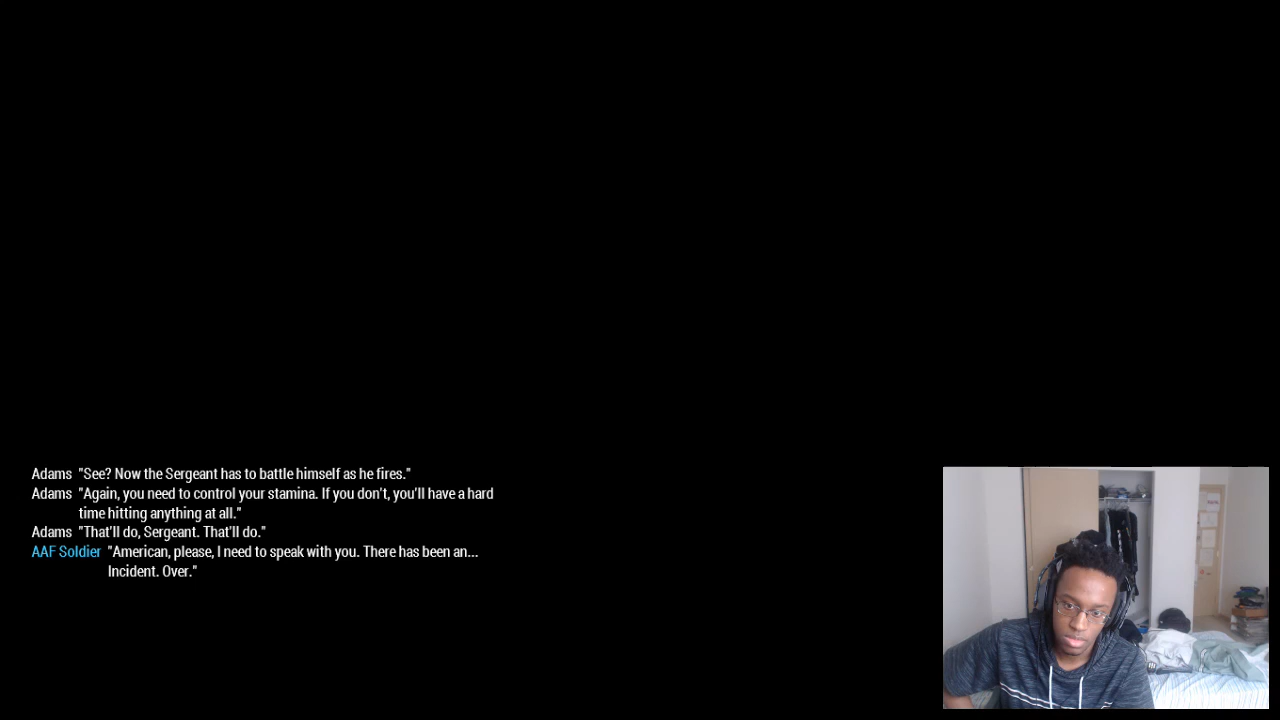 Adams "See? Now the Sergeant has to battle himself as he fires."
Adams "Again, you need to control your stamina. If you don't, you'll have a hard
time hitting anything at all."
Adams "That'll do, Sergeant. That'll do."
AAF Soldier "American, please, I need to speak with you. There has been an...
Incident. Over."